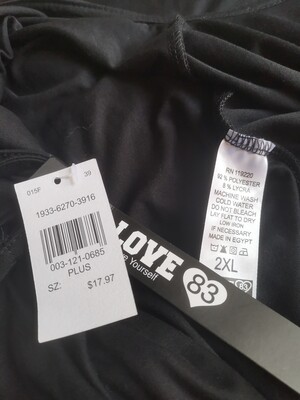 015F
39
1933-6270-3916
003-121-0685
PLUS
SZ:
$17.97
LOVE
Yourself
83
RN 119220
92 % POLYESTER
8 % LYCRA
MACHINE WASH
COLD WATER
DO NOT BLEACH
LAY FLAT TO DRY
LOW IRON
IF NECESSARY
MADE IN EGYPT
2XL
83